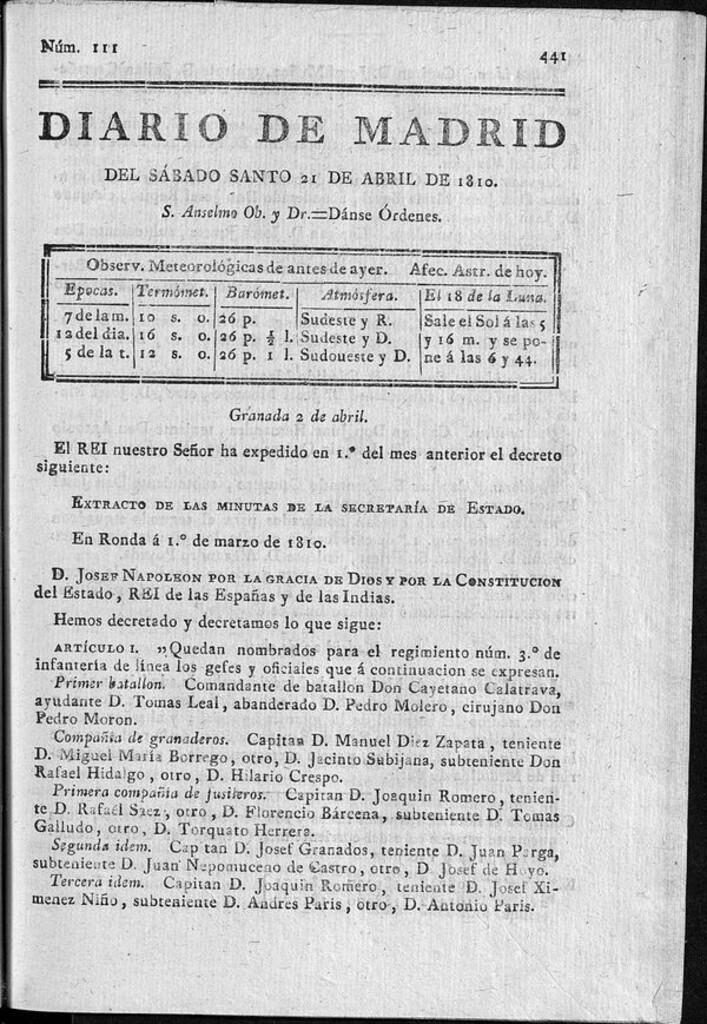 Núm. 111 441
DIARIO DE MADRID
DEL SÁBADO SANTO 21 DE ABRIL DE 1810.
S. Anselmo Ob. y Dr.=Dánse Órdenes.
Observ. Meteorológicas de antes de ayer. Afec. Astr. de hoy.
Epocas. Termómet. Barómet. Atmósfera. El 18 de la Luna.
7 de la m. 10 s. o. 26 p. Sudeste y R. Sale el Sol á las 5
12 del dia. 16 s. o. 26 p. ½ l. Sudeste y D. y 16 m. y se po-
5 de la t. 12 s. o. 26 p. 1 l. Sudoueste y D. ne á las 6 y 44.
Granada 2 de abril.
El REI nuestro Señor ha expedido en 1.º del mes anterior el decreto
siguiente:
EXTRACTO DE LAS MINUTAS DE LA SECRETARÍA DE ESTADO.
En Ronda á 1.º de marzo de 1810.
D. JOSEF NAPOLEON POR LA GRACIA DE DIOS Y POR LA CONSTITUCION
del Estado, REI de las Españas y de las Indias.
Hemos decretado y decretamos lo que sigue:
ARTÍCULO I. „Quedan nombrados para el regimiento núm. 3.º de
infantería de línea los gefes y oficiales que á continuacion se expresan.
Primer batallon. Comandante de batallon Don Cayetano Calatrava,
ayudante D. Tomas Leal, abanderado D. Pedro Molero, cirujano Don
Pedro Moron.
Compañía de granaderos. Capitan D. Manuel Diez Zapata, teniente
D. Miguel María Borrego, otro, D. Jacinto Subijana, subteniente Don
Rafael Hidalgo, otro, D. Hilario Crespo.
Primera compañía de fusileros. Capitan D. Joaquin Romero, tenien-
te D. Rafael Saez, otro, D. Florencio Bárcena, subteniente D. Tomas
Galludo, otro, D. Torquato Herrera.
Segunda idem. Capitan D. Josef Granados, teniente D. Juan Parga,
subteniente D. Juan Nepomuceno de Castro, otro, D Josef de Hoyo.
Tercera idem. Capitan D. Joaquin Romero, teniente D. Josef Xi-
menez Niño, subteniente D. Andres Paris, otro, D. Antonio Paris.